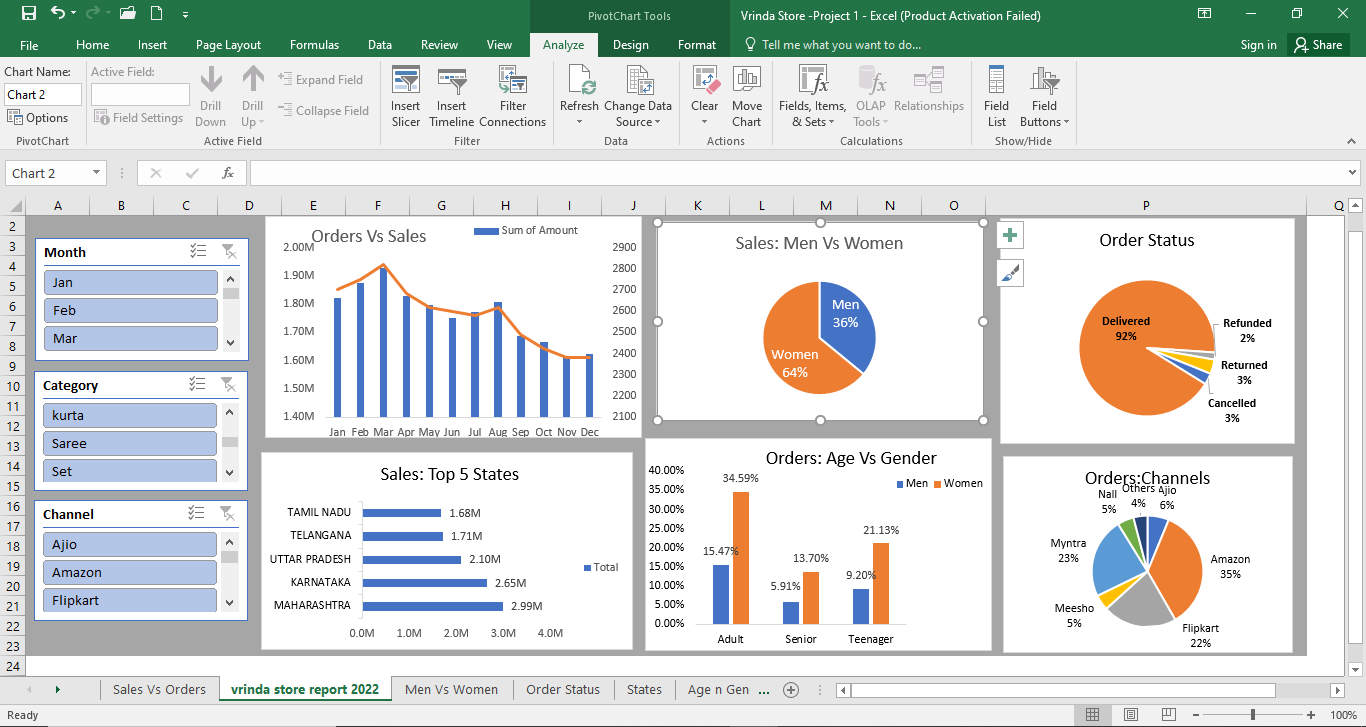 PivotChart Tools
Vrinda Store -Project 1 - Excel (Product Activation Failed)
File Home Insert Page Layout Formulas Data Review View Analyze Design Format Tell me what you want to do... Sign in Share
Chart Name:
Chart 2
Options
PivotChart
Active Field:
Field Settings
Drill Down
Drill Up
Expand Field
Collapse Field
Active Field
Insert Slicer
Insert Timeline
Filter Connections
Filter
Refresh
Change Data Source
Data
Clear
Move Chart
Actions
Fields, Items, & Sets
OLAP Tools
Relationships
Calculations
Field List
Field Buttons
Show/Hide
Chart 2
fx
A B C D E F G H I J K L M N O P Q
2
3
4
5
6
7
8
9
10
11
12
13
14
15
16
17
18
19
20
21
22
23
24
Month
Jan
Feb
Mar
Category
kurta
Saree
Set
Channel
Ajio
Amazon
Flipkart
Orders Vs Sales
Sum of Amount
2.00M
1.90M
1.80M
1.70M
1.60M
1.50M
1.40M
2900
2800
2700
2600
2500
2400
2300
2200
2100
Jan Feb Mar Apr May Jun Jul Aug Sep Oct Nov Dec
Sales: Men Vs Women
Men
36%
Women
64%
Order Status
Delivered
92%
Refunded
2%
Returned
3%
Cancelled
3%
Sales: Top 5 States
TAMIL NADU 1.68M
TELANGANA 1.71M
UTTAR PRADESH 2.10M
KARNATAKA 2.65M
MAHARASHTRA 2.99M
Total
0.0M 1.0M 2.0M 3.0M 4.0M
Orders: Age Vs Gender
Men Women
40.00%
35.00%
30.00%
25.00%
20.00%
15.00%
10.00%
5.00%
0.00%
15.47% 34.59%
5.91% 13.70%
9.20% 21.13%
Adult Senior Teenager
Orders:Channels
Nall
5%
Others
4%
Ajio
6%
Myntra
23%
Amazon
35%
Meesho
5%
Flipkart
22%
Sales Vs Orders vrinda store report 2022 Men Vs Women Order Status States Age n Gen ...
Ready
100%